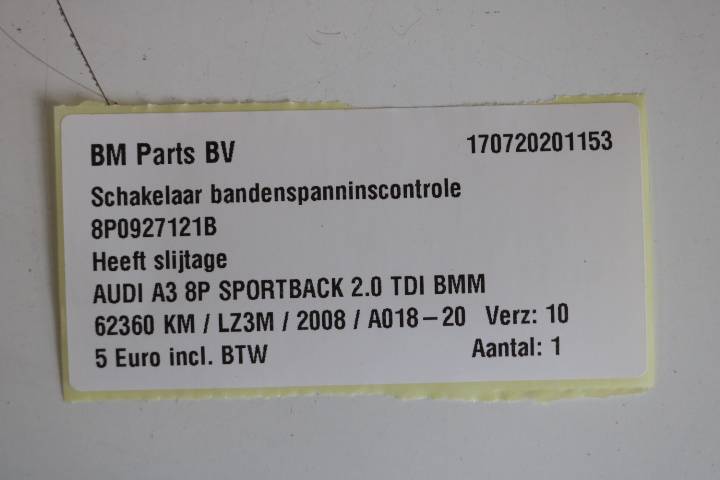 BM Parts BV 170720201153
Schakelaar bandenspanninscontrole
8P0927121B
Heeft slijtage
AUDI A3 8P SPORTBACK 2.0 TDI BMM
62360 KM / LZ3M / 2008 / A018-20 Verz: 10
5 Euro incl. BTW Aantal: 1